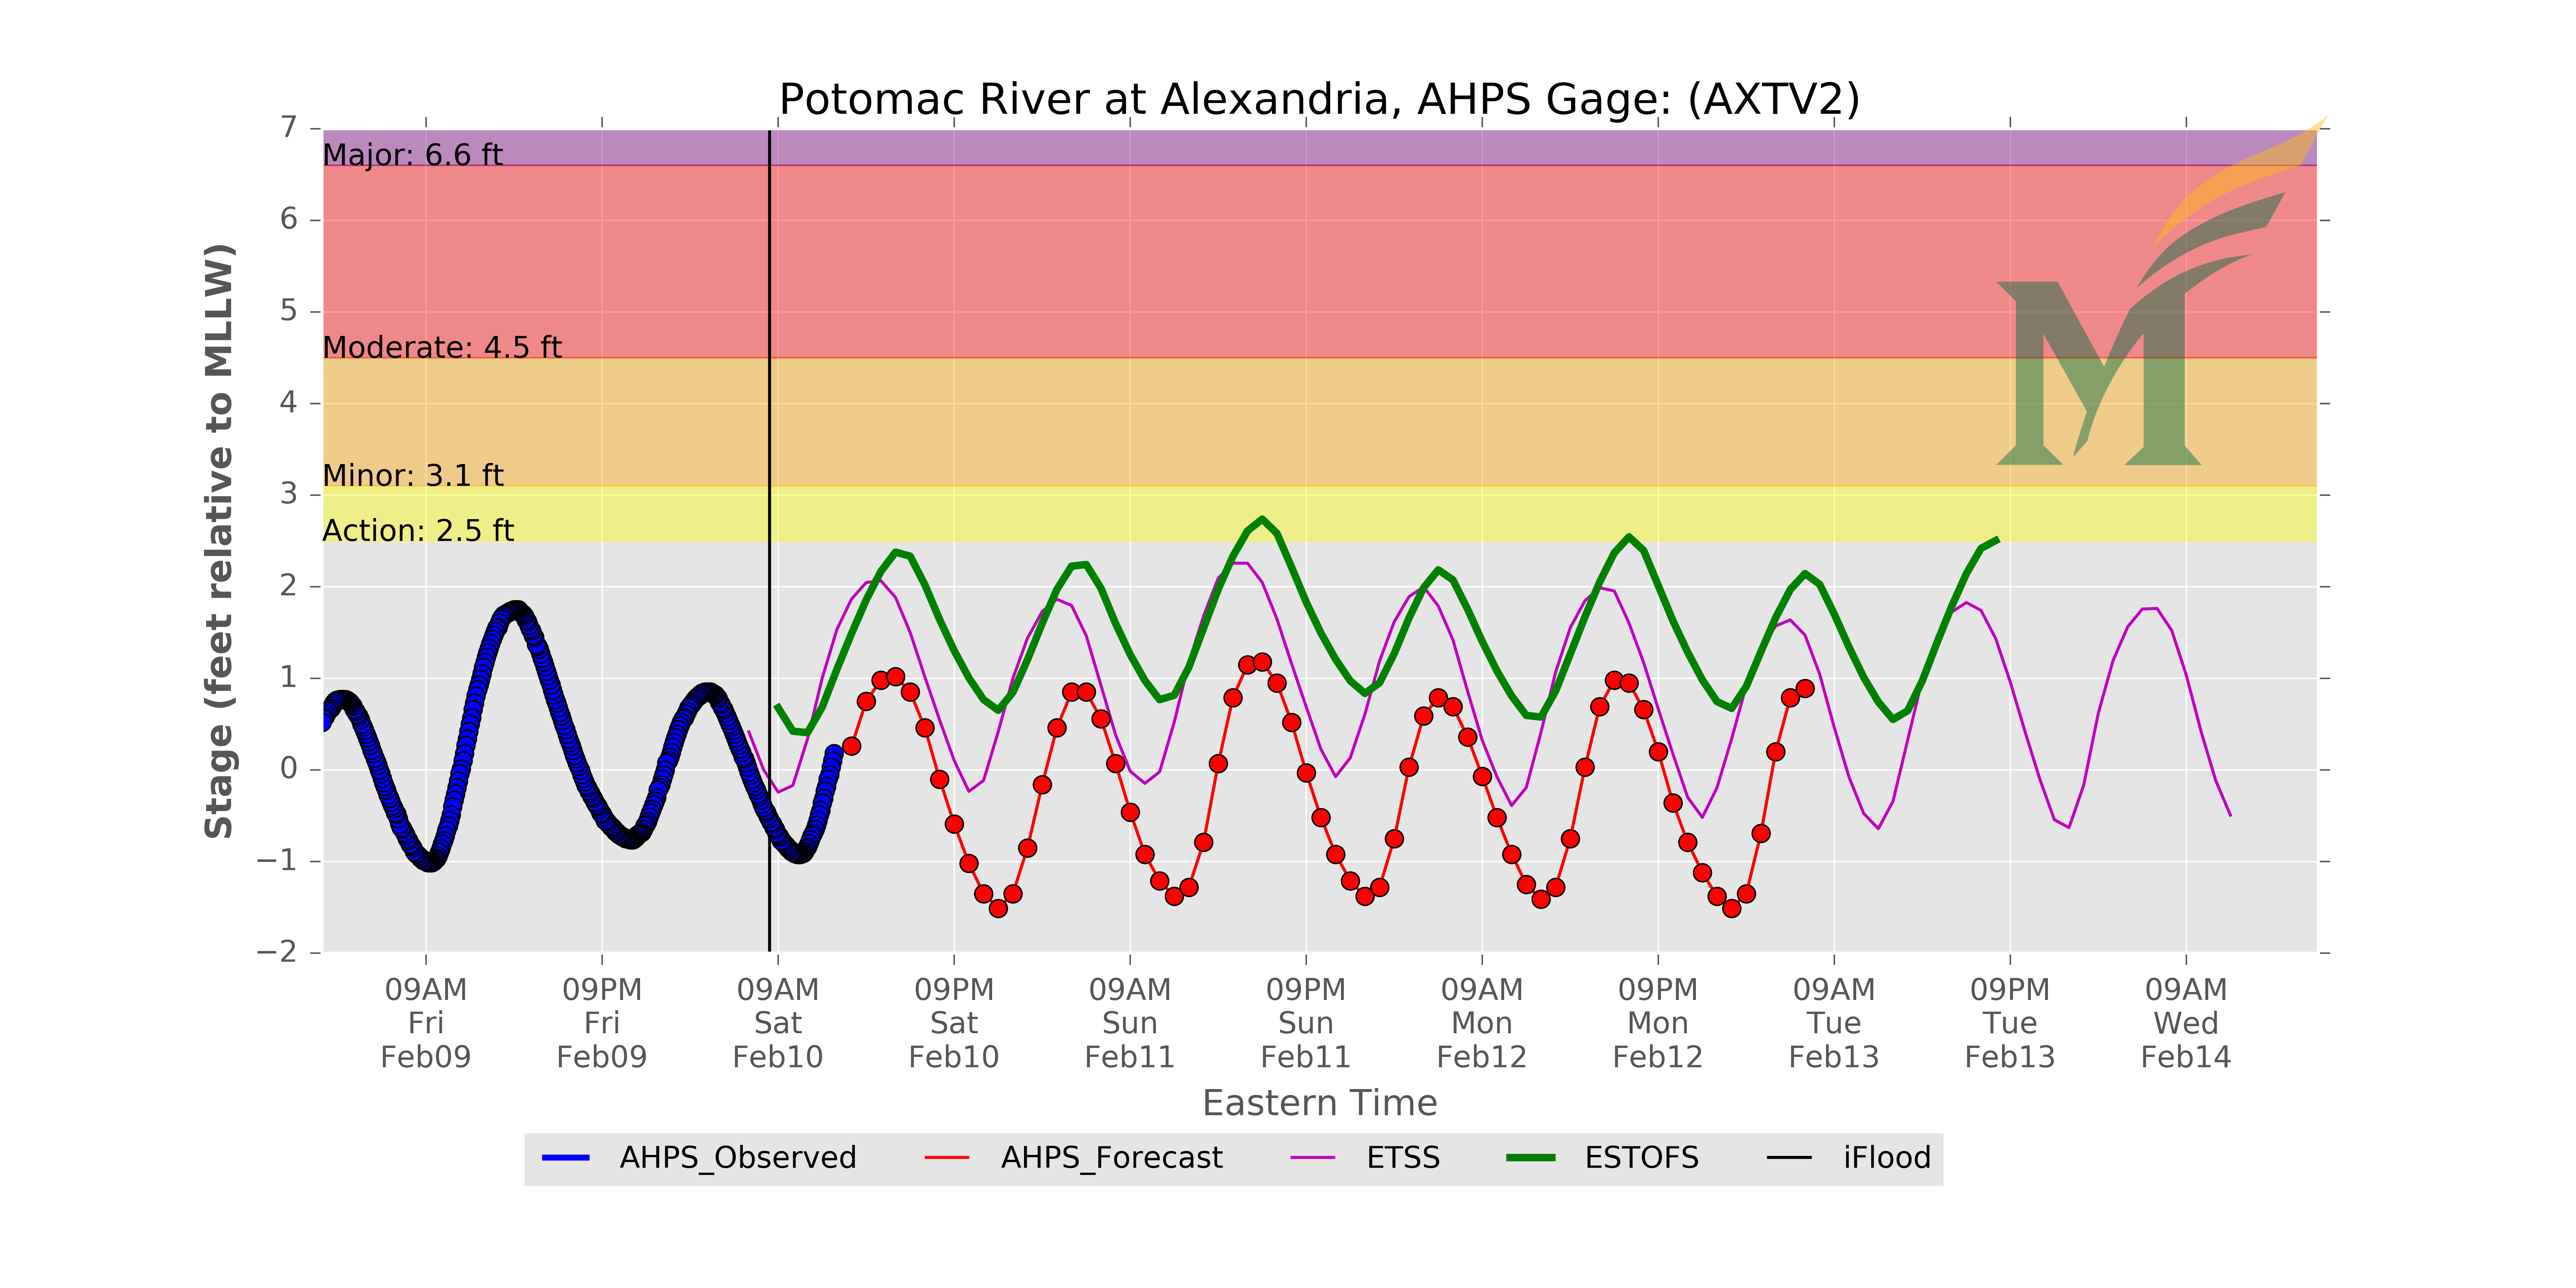 Potomac River at Alexandria, AHPS Gage: (AXTV2)
Stage (feet relative to MLLW)
7
6
5
4
3
2
1
0
−1
−2
Major: 6.6 ft
Moderate: 4.5 ft
Minor: 3.1 ft
Action: 2.5 ft
09AM 09PM 09AM 09PM 09AM 09PM 09AM 09PM 09AM 09PM 09AM
Fri Fri Sat Sat Sun Sun Mon Mon Tue Tue Wed
Feb09 Feb09 Feb10 Feb10 Feb11 Feb11 Feb12 Feb12 Feb13 Feb13 Feb14
Eastern Time
AHPS_Observed AHPS_Forecast ETSS ESTOFS iFlood
M